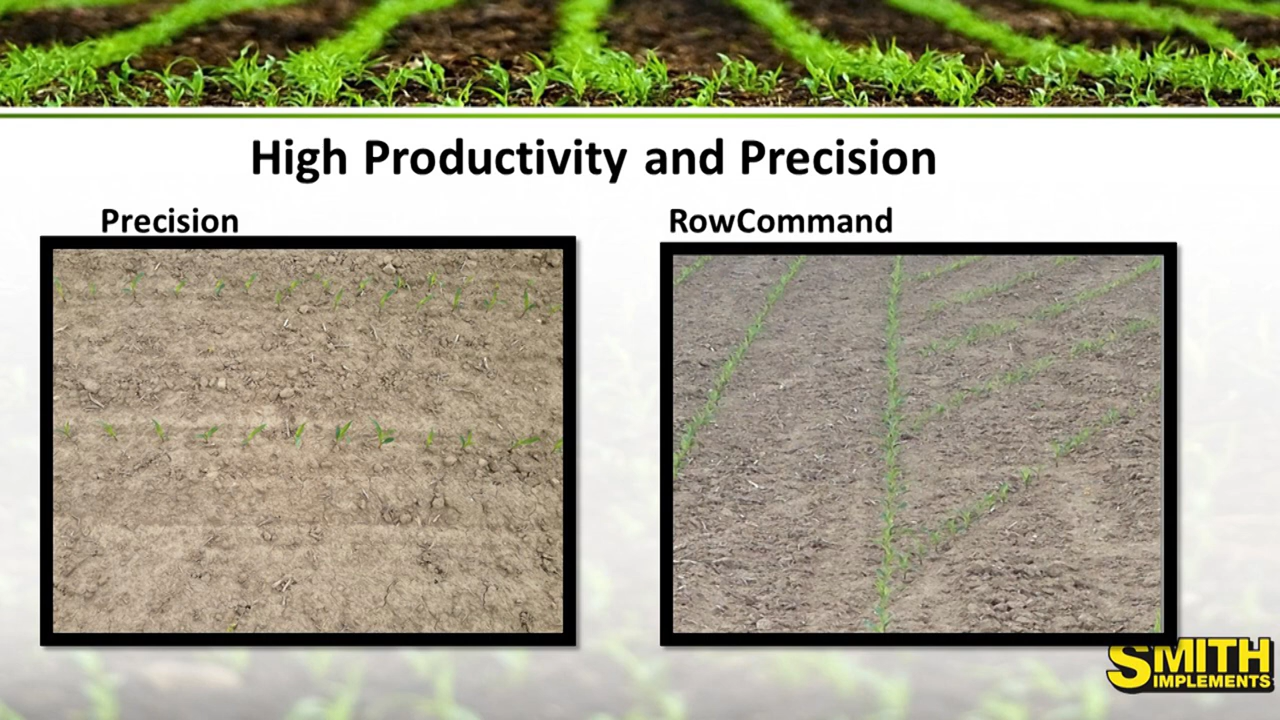 High Productivity and Precision
Precision
RowCommand
SMITH
IMPLEMENTS